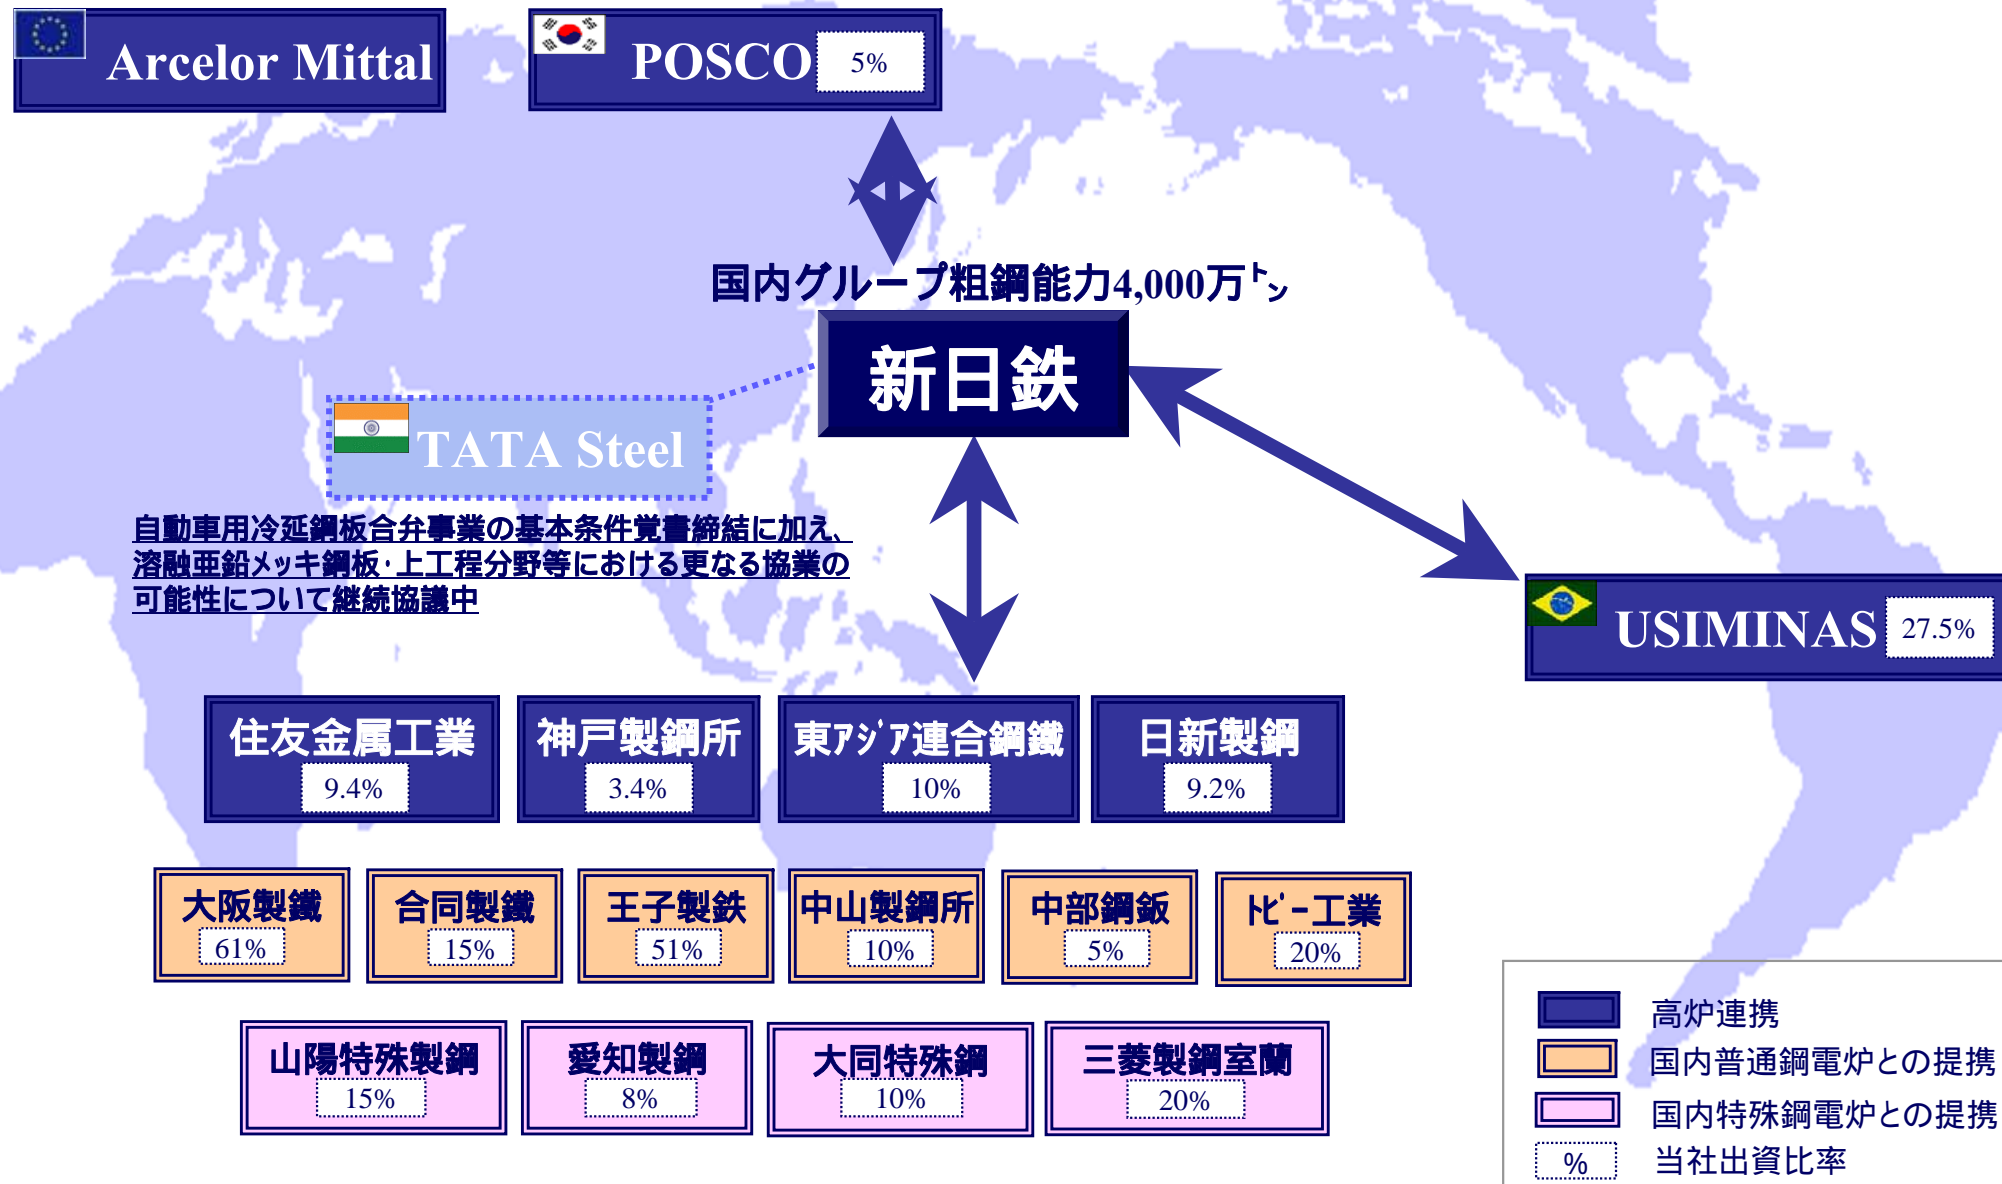 Arcelor Mittal
POSCO 5%
国内グループ粗鋼能力4,000万㌧
新日鉄
TATA Steel
自動車用冷延鋼板合弁事業の基本条件覚書締結に加え、
溶融亜鉛メッキ鋼板･上工程分野等における更なる協業の
可能性について継続協議中
USIMINAS 27.5%
住友金属工業
9.4%
神戸製鋼所
3.4%
東ｱｼﾞｱ連合鋼鐵
10%
日新製鋼
9.2%
大阪製鐵
61%
合同製鐵
15%
王子製鉄
51%
中山製鋼所
10%
中部鋼鈑
5%
ﾄﾋﾟｰ工業
20%
山陽特殊製鋼
15%
愛知製鋼
8%
大同特殊鋼
10%
三菱製鋼室蘭
20%
高炉連携
国内普通鋼電炉との提携
国内特殊鋼電炉との提携
% 当社出資比率